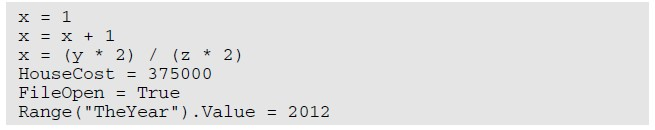 x = 1
x = x + 1
x = (y * 2) / (z * 2)
HouseCost = 375000
FileOpen = True
Range("TheYear").Value = 2012